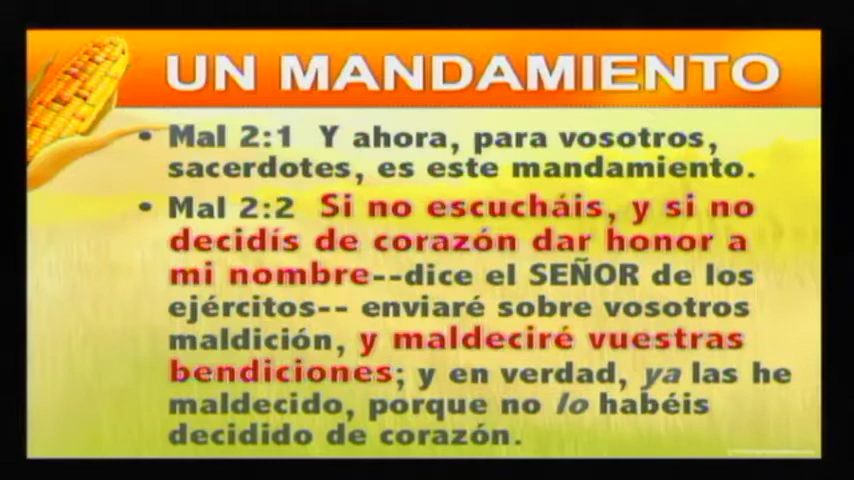 UN MANDAMIENTO
• Mal 2:1 Y ahora, para vosotros,
sacerdotes, es este mandamiento.
• Mal 2:2 Si no escucháis, y si no
decidís de corazón dar honor a
mi nombre--dice el SEÑOR de los
ejércitos-- enviaré sobre vosotros
maldición, y maldeciré vuestras
bendiciones; y en verdad, ya las he
maldecido, porque no lo habéis
decidido de corazón.